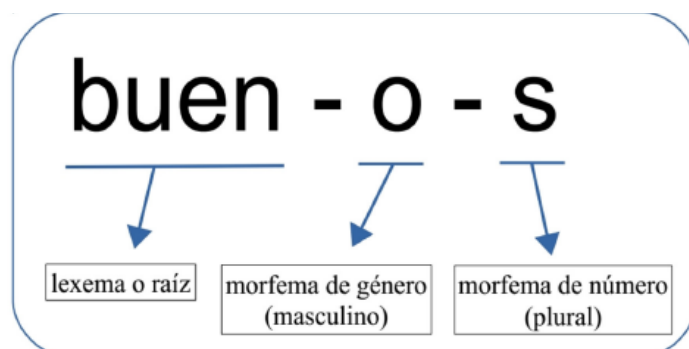 buen - o - s
lexema o raíz
morfema de género
(masculino)
morfema de número
(plural)